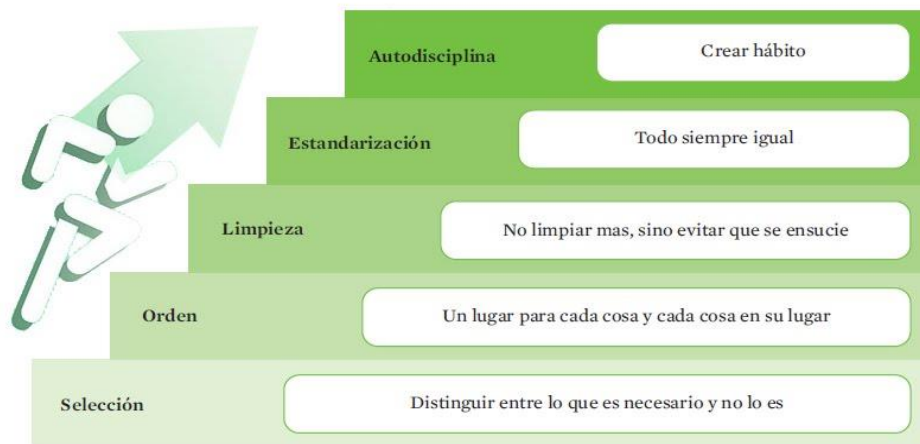 Autodisciplina
Crear hábito
Estandarización
Todo siempre igual
Limpieza
No limpiar mas, sino evitar que se ensucie
Orden
Un lugar para cada cosa y cada cosa en su lugar
Selección
Distinguir entre lo que es necesario y no lo es